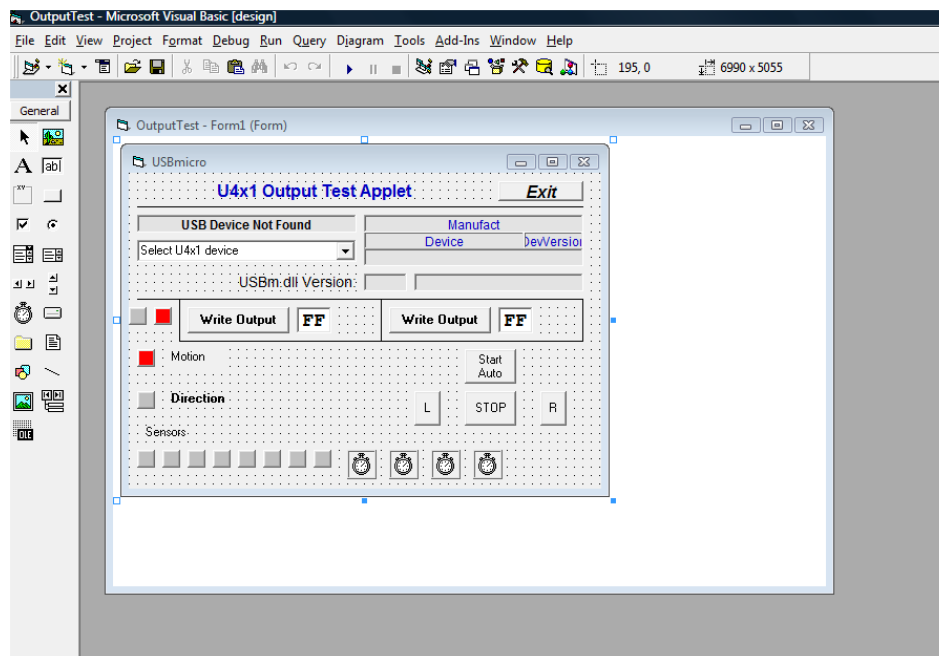 OutputTest - Microsoft Visual Basic [design]
File Edit View Project Format Debug Run Query Diagram Tools Add-Ins Window Help
195, 0 6990 x 5055
General
OutputTest - Form1 (Form)
A ab|
XY
USBmicro
U4x1 Output Test Applet Exit
USB Device Not Found Manufact
Select U4x1 device Device DevVersion
USBm.dll Version:
Write Output FF Write Output FF
Motion Start
Auto
Direction L STOP R
Sensors
OLE